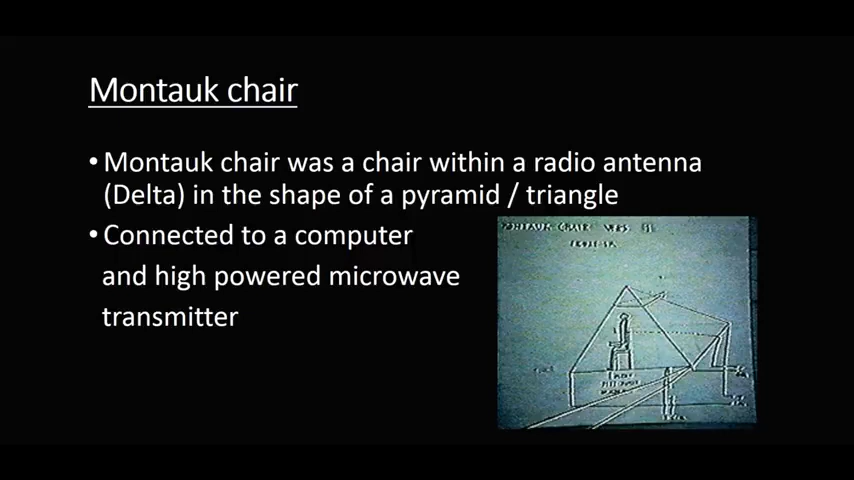 Montauk chair
• Montauk chair was a chair within a radio antenna
(Delta) in the shape of a pyramid / triangle
• Connected to a computer
and high powered microwave
transmitter
MONTAUK CHAIR VERS